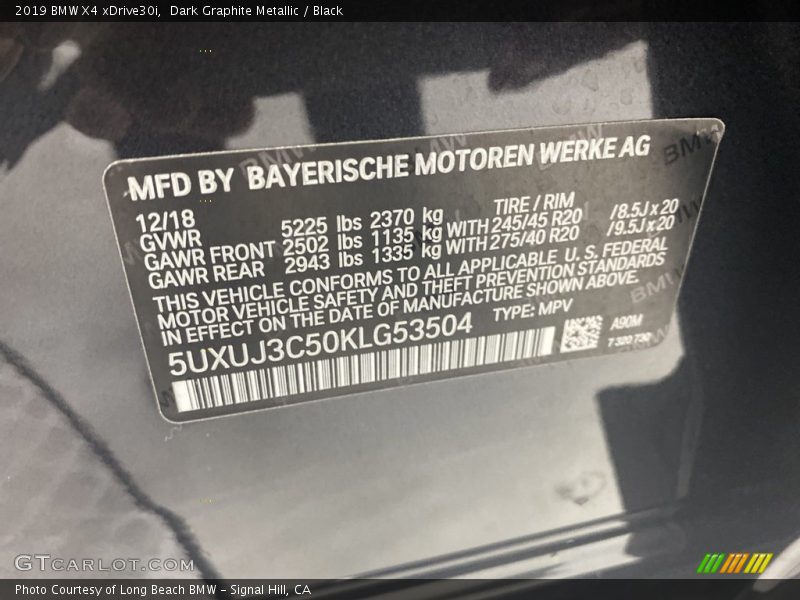 2019 BMW X4 xDrive30i, Dark Graphite Metallic / Black
MFD BY BAYERISCHE MOTOREN WERKE AG
12/18 TIRE / RIM
GVWR 5225 lbs 2370 kg
GAWR FRONT 2502 lbs 1135 kg WITH 245/45 R20 /8.5J x 20
GAWR REAR 2943 lbs 1335 kg WITH 275/40 R20 /9.5J x 20
THIS VEHICLE CONFORMS TO ALL APPLICABLE U. S. FEDERAL
MOTOR VEHICLE SAFETY AND THEFT PREVENTION STANDARDS
IN EFFECT ON THE DATE OF MANUFACTURE SHOWN ABOVE.
5UXUJ3C50KLG53504 TYPE: MPV
A90M
7 320 730
GTCARLOT.COM
Photo Courtesy of Long Beach BMW - Signal Hill, CA